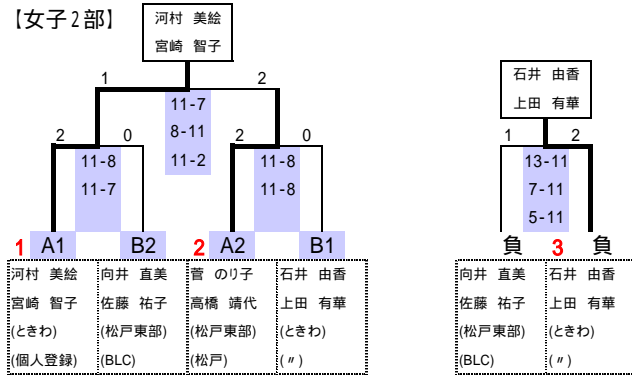 【女子2部】
河村 美絵
宮崎 智子
1 2
11-7
8-11
11-2
2 0 2 0
11-8 11-8
11-7 11-8
1 A1 B2 2 A2 B1
河村 美絵 向井 直美 菅 のり子 石井 由香
宮崎 智子 佐藤 祐子 高橋 靖代 上田 有華
(ときわ) (松戸東部) (松戸東部) (ときわ)
(個人登録) (BLC) (松戸) (〃)
石井 由香
上田 有華
1 2
13-11
7-11
5-11
負 3 負
向井 直美 石井 由香
佐藤 祐子 上田 有華
(松戸東部) (ときわ)
(BLC) (〃)